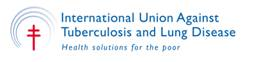 International Union Against
Tuberculosis and Lung Disease
Health solutions for the poor